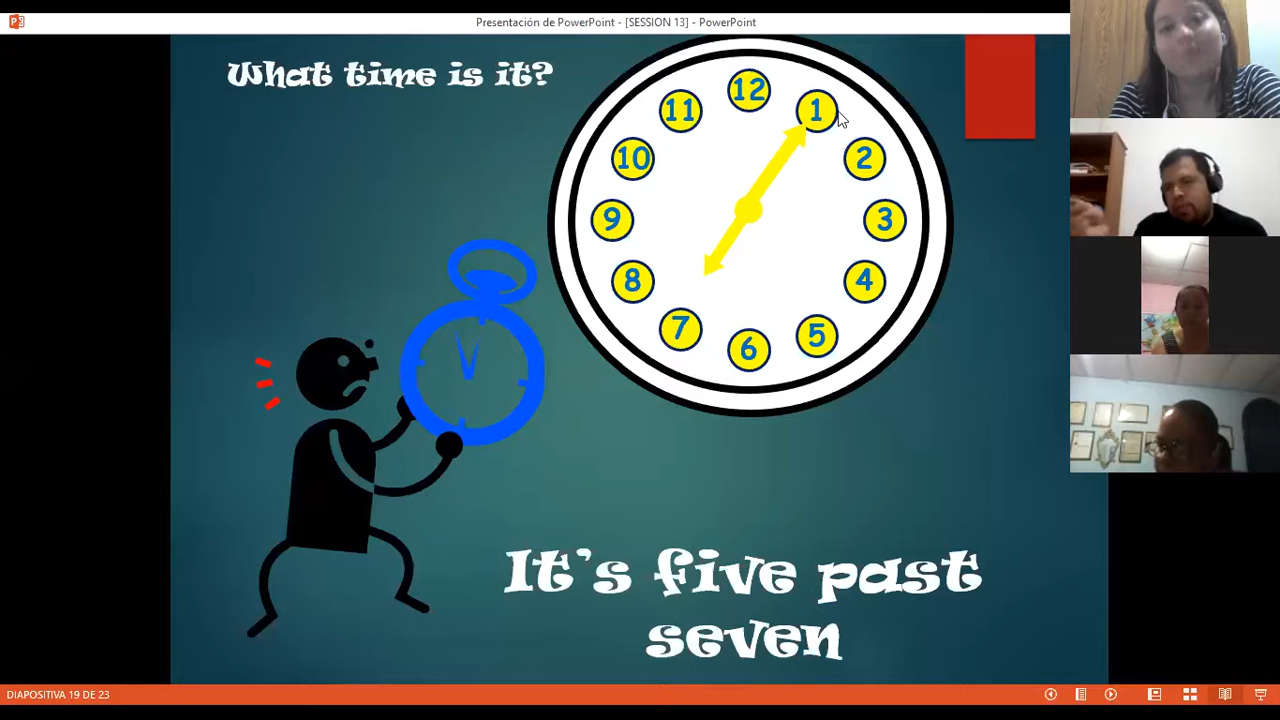 Presentación de PowerPoint - [SESSION 13] - PowerPoint
What time is it?
12
11
1
10
2
9
3
8
4
7
5
6
It's five past
seven
DIAPOSITIVA 19 DE 23